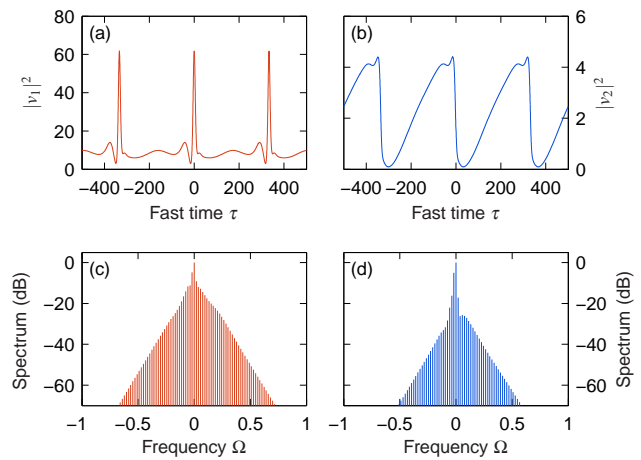 (a)
80
60
40
20
0
|v₁|²
−400 −200 0 200 400
Fast time τ
(b)
6
4
2
0
|v₂|²
−400 −200 0 200 400
Fast time τ
(c)
0
−20
−40
−60
Spectrum (dB)
−1 −0.5 0 0.5 1
Frequency Ω
(d)
0
−20
−40
−60
Spectrum (dB)
−1 −0.5 0 0.5 1
Frequency Ω